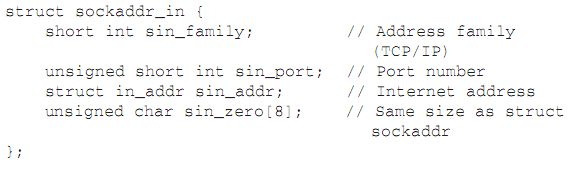 struct sockaddr_in {
    short int sin_family;         // Address family
                                     (TCP/IP)
    unsigned short int sin_port;  // Port number
    struct in_addr sin_addr;      // Internet address
    unsigned char sin_zero[8];    // Same size as struct
                                     sockaddr
};